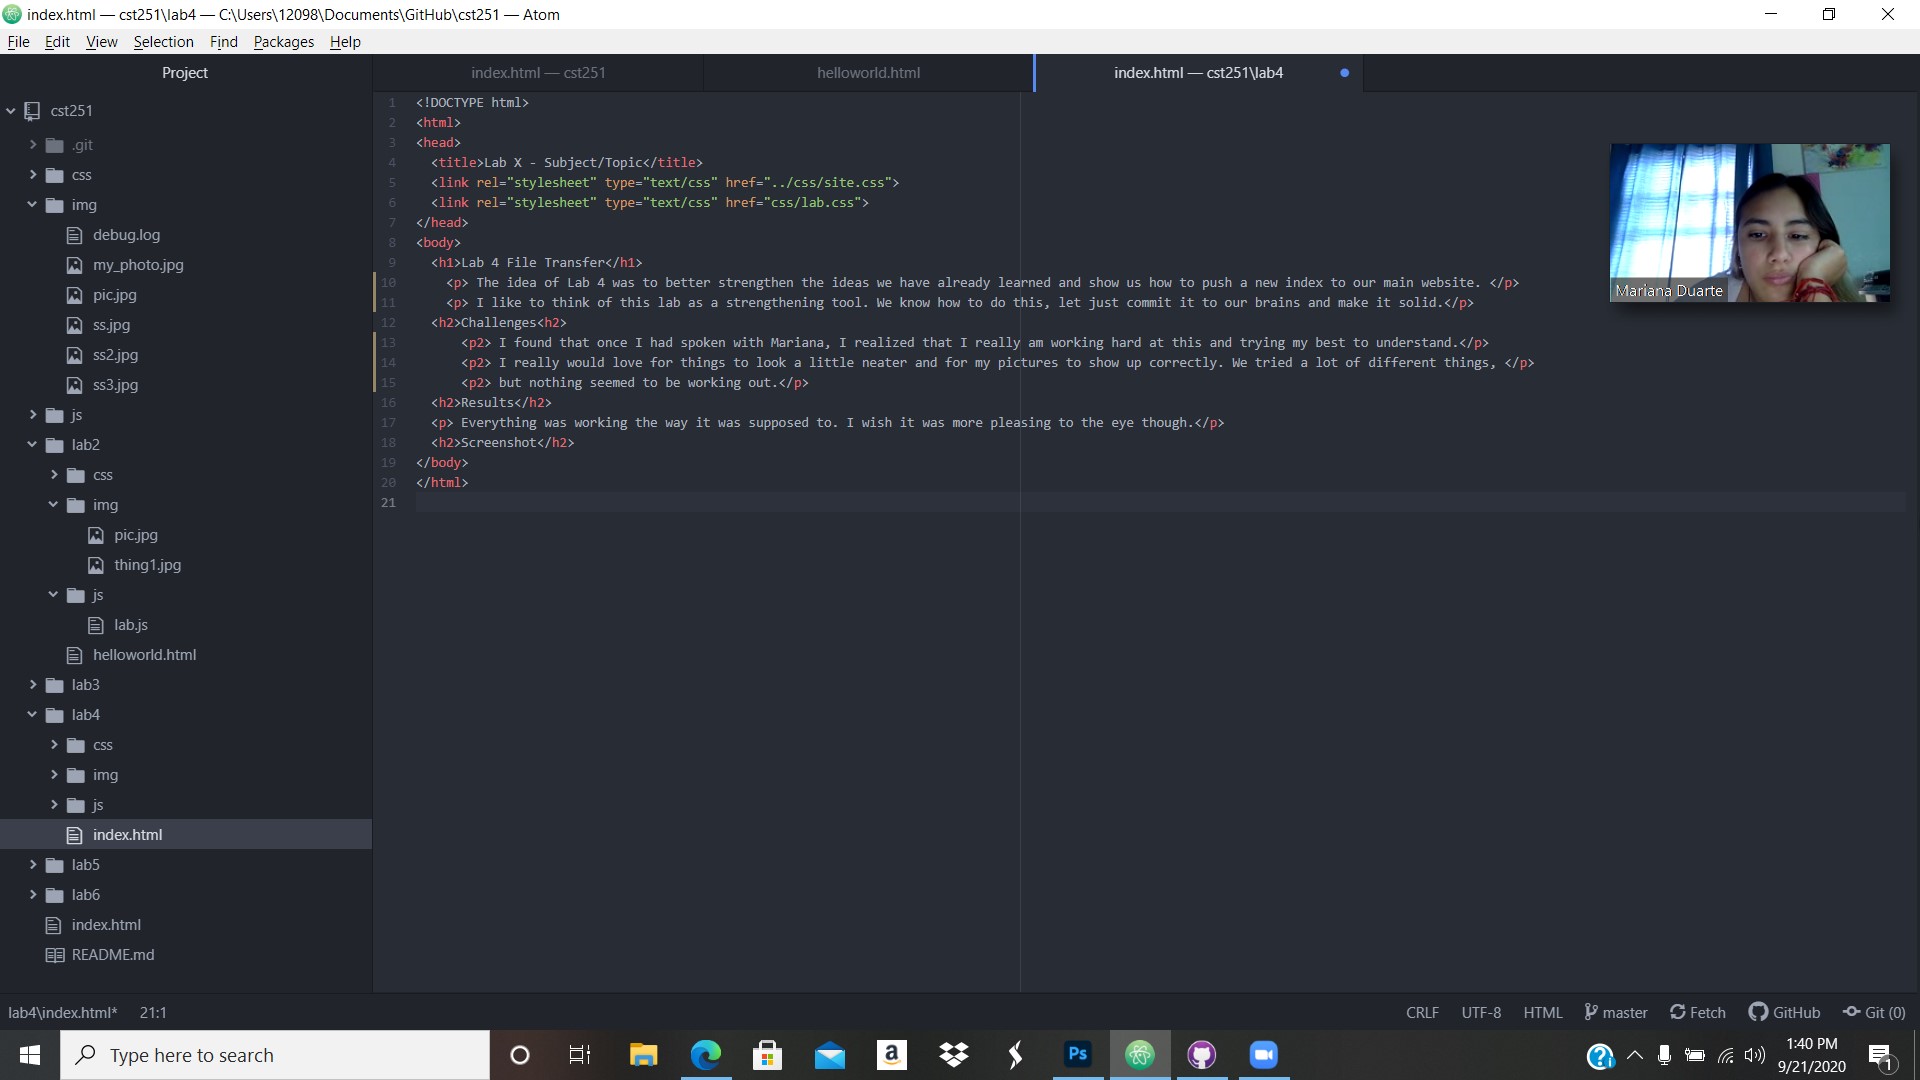 index.html — cst251\lab4 — C:\Users\12098\Documents\GitHub\cst251 — Atom
File Edit View Selection Find Packages Help
Project
index.html — cst251
helloworld.html
index.html — cst251\lab4
cst251
.git
css
img
debug.log
my_photo.jpg
pic.jpg
ss.jpg
ss2.jpg
ss3.jpg
js
lab2
css
img
pic.jpg
thing1.jpg
js
lab.js
helloworld.html
lab3
lab4
css
img
js
index.html
lab5
lab6
index.html
README.md
1 <!DOCTYPE html>
2 <html>
3 <head>
4 <title>Lab X - Subject/Topic</title>
5 <link rel="stylesheet" type="text/css" href="../css/site.css">
6 <link rel="stylesheet" type="text/css" href="css/lab.css">
7 </head>
8 <body>
9 <h1>Lab 4 File Transfer</h1>
10 <p> The idea of Lab 4 was to better strengthen the ideas we have already learned and show us how to push a new index to our main website. </p>
11 <p> I like to think of this lab as a strengthening tool. We know how to do this, let just commit it to our brains and make it solid.</p>
12 <h2>Challenges<h2>
13 <p2> I found that once I had spoken with Mariana, I realized that I really am working hard at this and trying my best to understand.</p>
14 <p2> I really would love for things to look a little neater and for my pictures to show up correctly. We tried a lot of different things, </p>
15 <p2> but nothing seemed to be working out.</p>
16 <h2>Results</h2>
17 <p> Everything was working the way it was supposed to. I wish it was more pleasing to the eye though.</p>
18 <h2>Screenshot</h2>
19 </body>
20 </html>
21
Mariana Duarte
lab4\index.html* 21:1
CRLF UTF-8 HTML master Fetch GitHub Git (0)
Type here to search
a
Ps
1:40 PM
9/21/2020
1